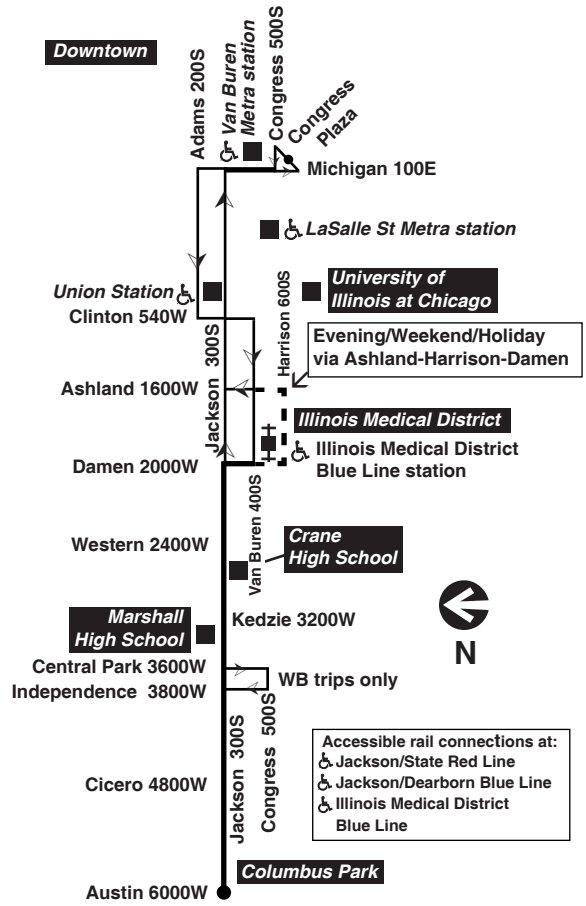 Downtown
Adams 200S
Van Buren
Metra station
Congress 500S
Congress
Plaza
Michigan 100E
LaSalle St Metra station
Union Station
University of
Illinois at Chicago
Clinton 540W
Harrison 600S
Evening/Weekend/Holiday
via Ashland-Harrison-Damen
Jackson 300S
Ashland 1600W
Illinois Medical District
Illinois Medical District
Blue Line station
Damen 2000W
Van Buren 400S
Western 2400W
Crane
High School
Marshall
High School
Kedzie 3200W
N
Central Park 3600W
WB trips only
Independence 3800W
Jackson 300S
Congress 500S
Accessible rail connections at:
Jackson/State Red Line
Jackson/Dearborn Blue Line
Illinois Medical District
Blue Line
Cicero 4800W
Columbus Park
Austin 6000W